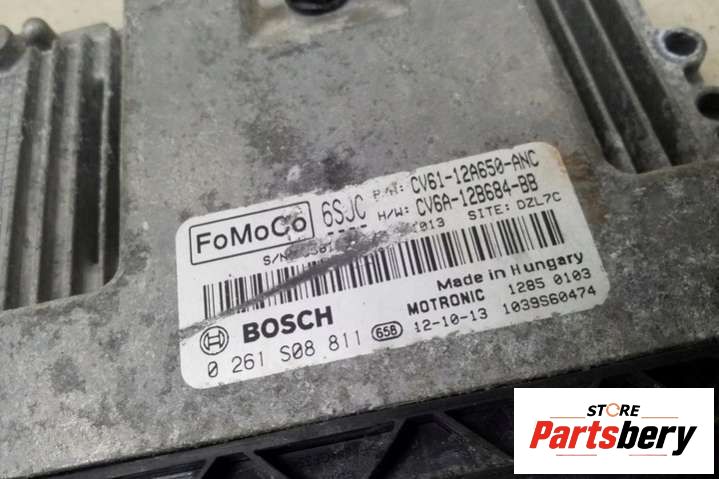 FoMoCo 6SJC P/N: CV61-12A650-ANC
H/W: CV6A-12B684-BB
S/N: 013 SITE: DZL7C
Made in Hungary
BOSCH MOTRONIC 1285 0103
0 261 S08 811 658 12-10-13 1039S60474
STORE
Partsbery